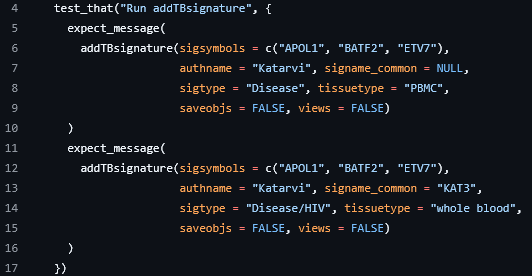 4 test_that("Run addTBsignature", {
5   expect_message(
6     addTBsignature(sigsymbols = c("APOL1", "BATF2", "ETV7"),
7                    authname = "Katarvi", signame_common = NULL,
8                    sigtype = "Disease", tissuetype = "PBMC",
9                    saveobjs = FALSE, views = FALSE)
10   )
11   expect_message(
12     addTBsignature(sigsymbols = c("APOL1", "BATF2", "ETV7"),
13                    authname = "Katarvi", signame_common = "KAT3",
14                    sigtype = "Disease/HIV", tissuetype = "whole blood",
15                    saveobjs = FALSE, views = FALSE)
16   )
17 })